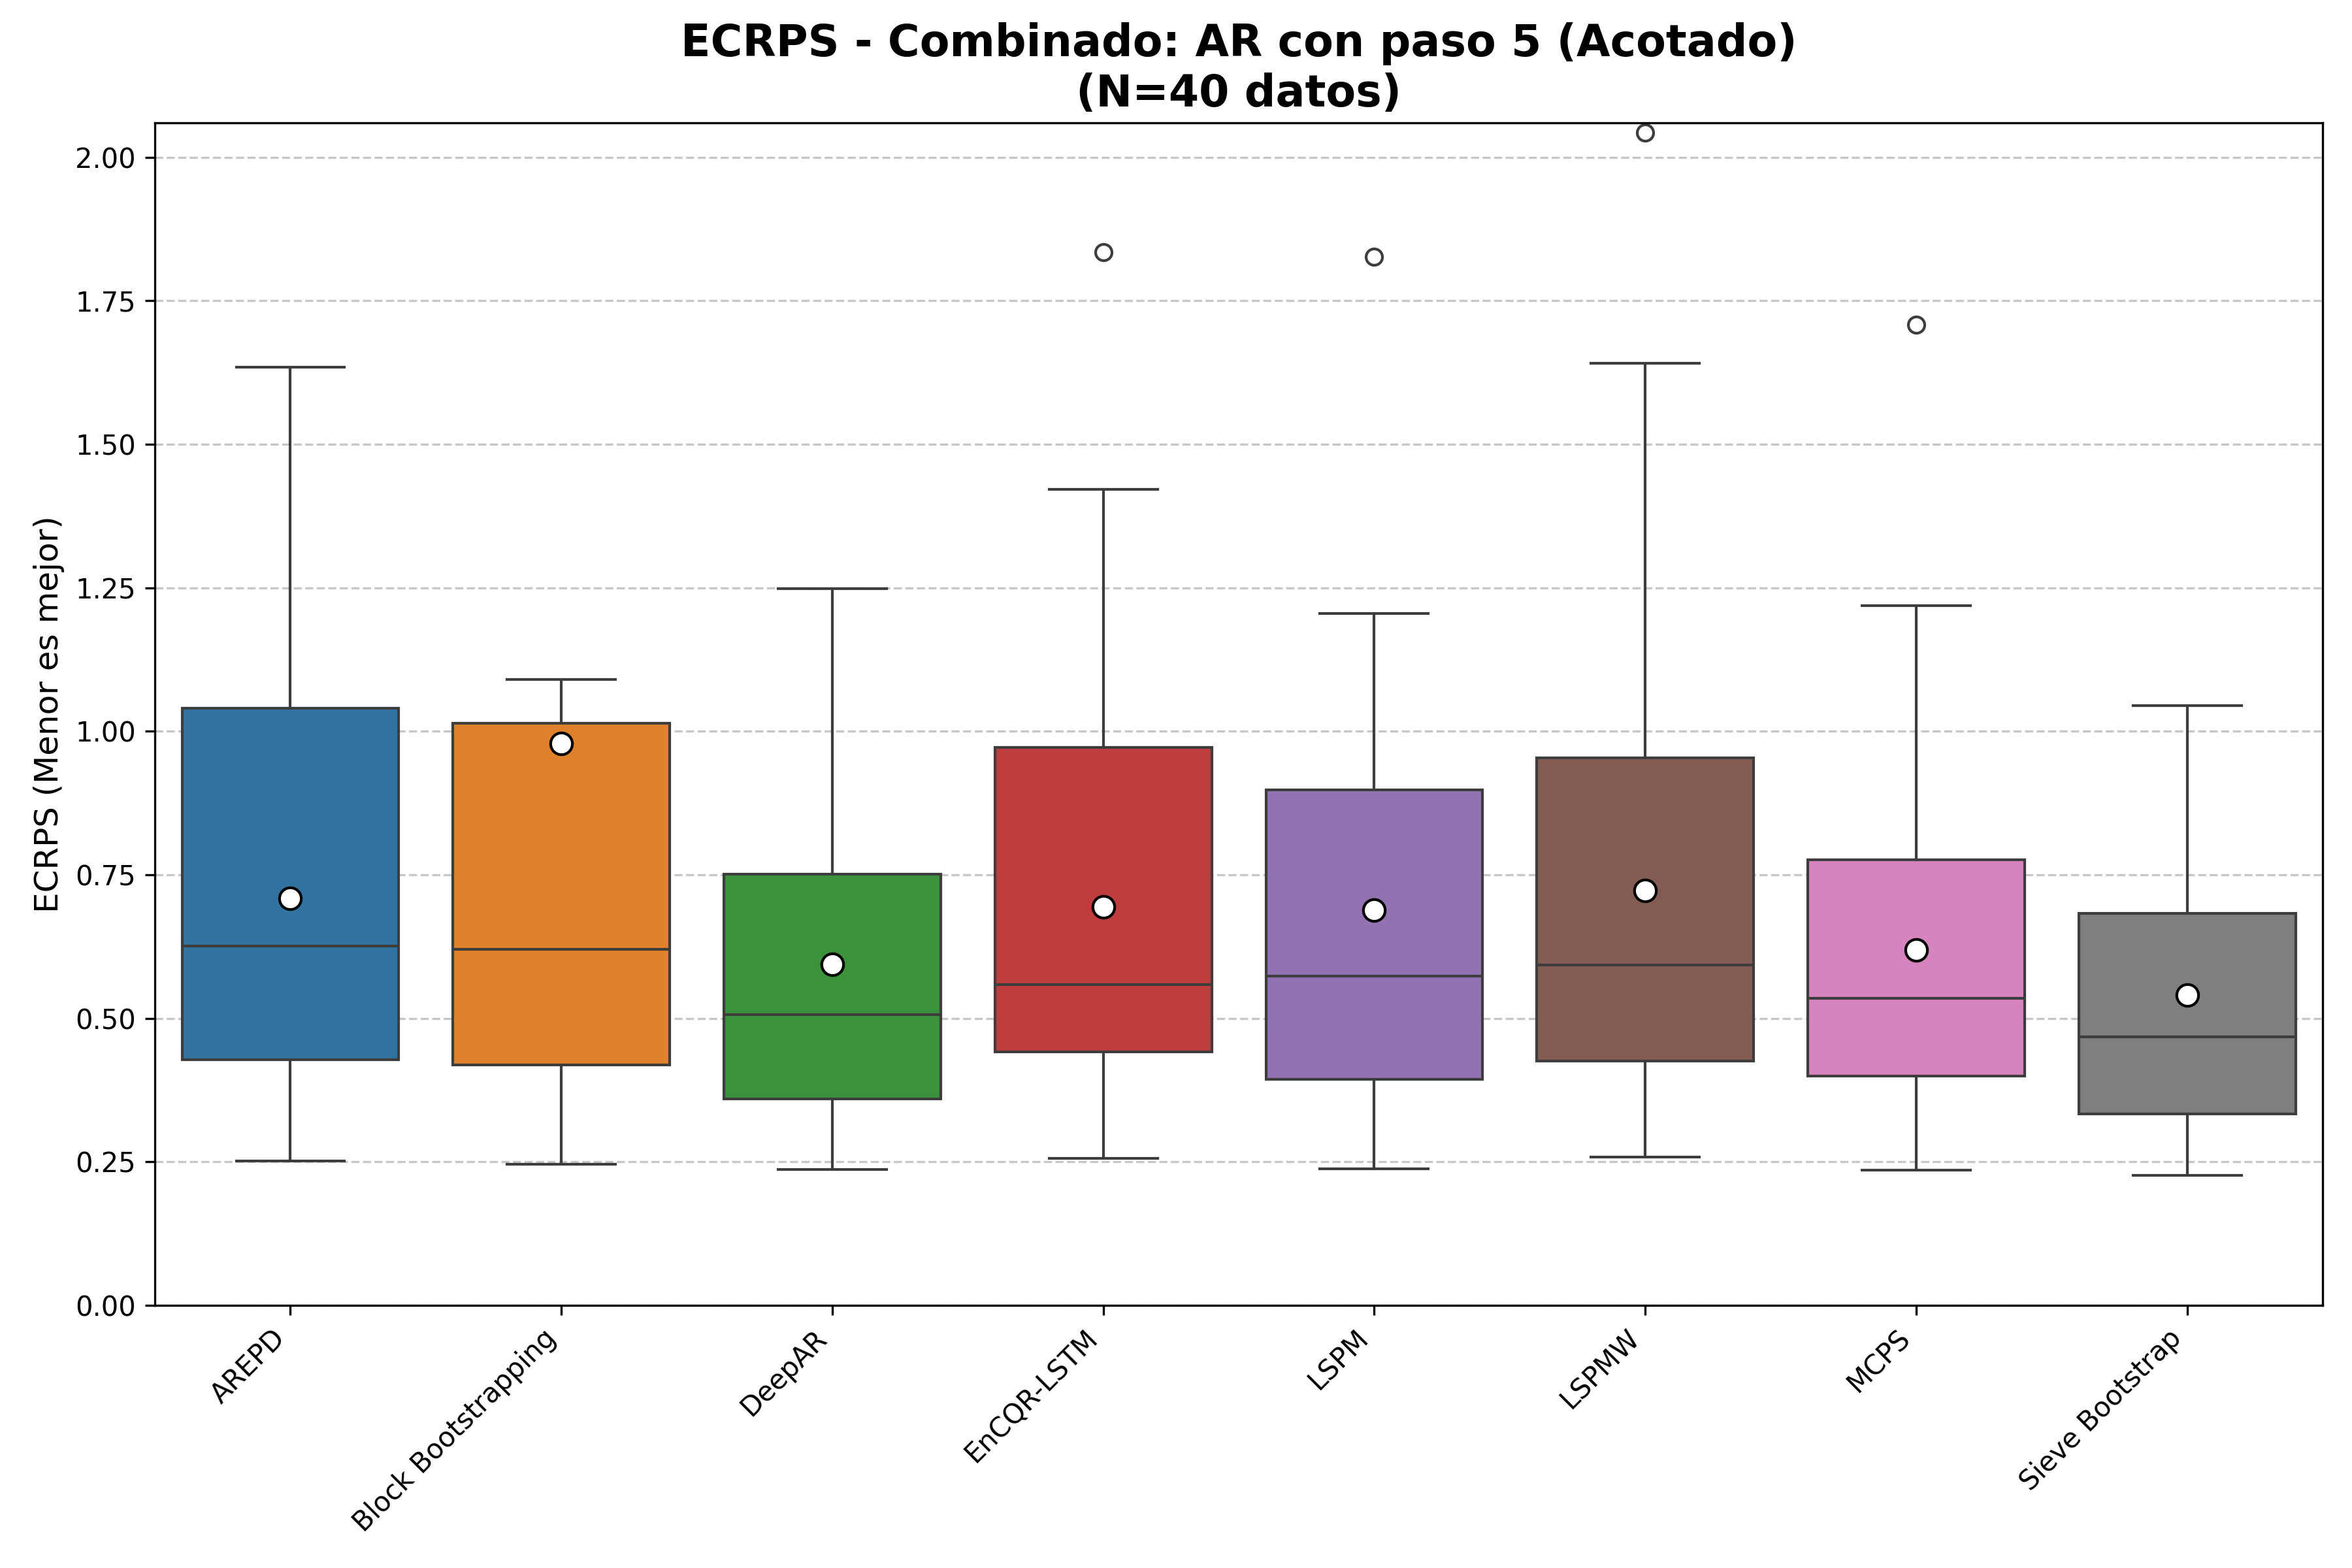 ECRPS - Combinado: AR con paso 5 (Acotado)
(N=40 datos)
ECRPS (Menor es mejor)
2.00
1.75
1.50
1.25
1.00
0.75
0.50
0.25
0.00
AREPD
Block Bootstrapping
DeepAR
EnCQR-LSTM
LSPM
LSPMW
MCPS
Sieve Bootstrap